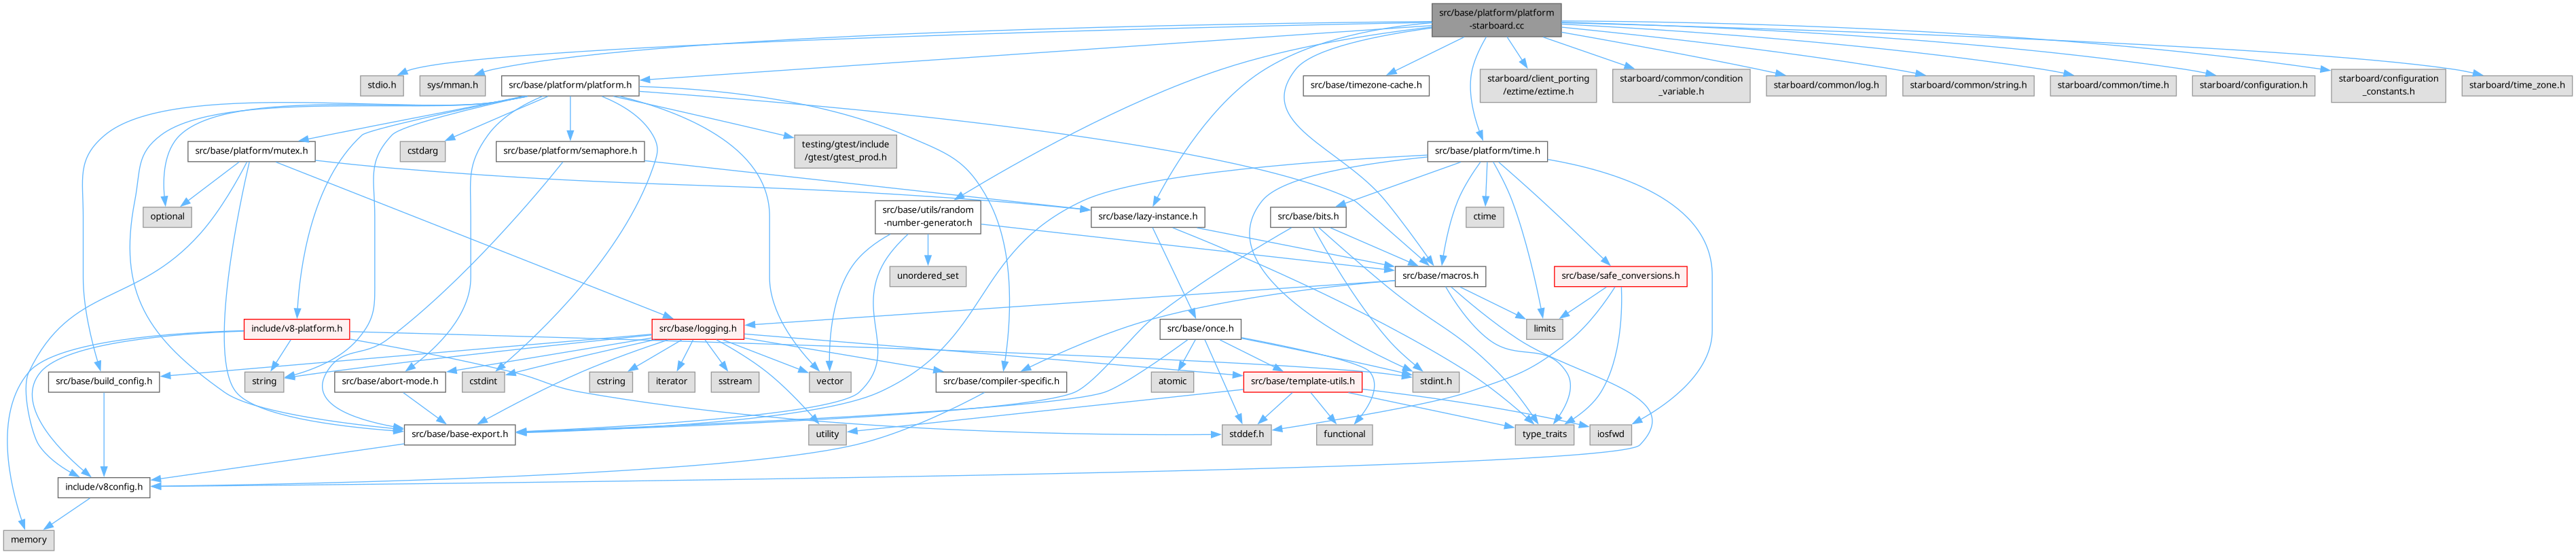 src/base/platform/platform
-starboard.cc
stdio.h
sys/mman.h
src/base/platform/platform.h
src/base/timezone-cache.h
starboard/client_porting
/eztime/eztime.h
starboard/common/condition
_variable.h
starboard/common/log.h
starboard/common/string.h
starboard/common/time.h
starboard/configuration.h
starboard/configuration
_constants.h
starboard/time_zone.h
src/base/platform/mutex.h
cstdarg
src/base/platform/semaphore.h
testing/gtest/include
/gtest/gtest_prod.h
src/base/platform/time.h
optional
src/base/utils/random
-number-generator.h
src/base/lazy-instance.h
src/base/bits.h
ctime
unordered_set
src/base/macros.h
src/base/safe_conversions.h
include/v8-platform.h
src/base/logging.h
src/base/once.h
limits
src/base/build_config.h
string
src/base/abort-mode.h
cstdint
cstring
iterator
sstream
vector
src/base/compiler-specific.h
atomic
src/base/template-utils.h
stdint.h
src/base/base-export.h
utility
stddef.h
functional
type_traits
iosfwd
include/v8config.h
memory